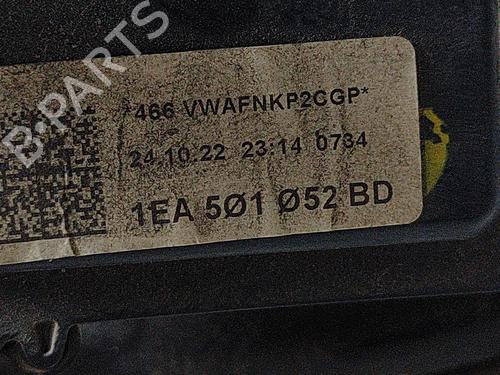 B-PARTS
*466 VWAFNKP2CGP*
24.10.22 23:14 0734
1EA 5Ø1 Ø52 BD